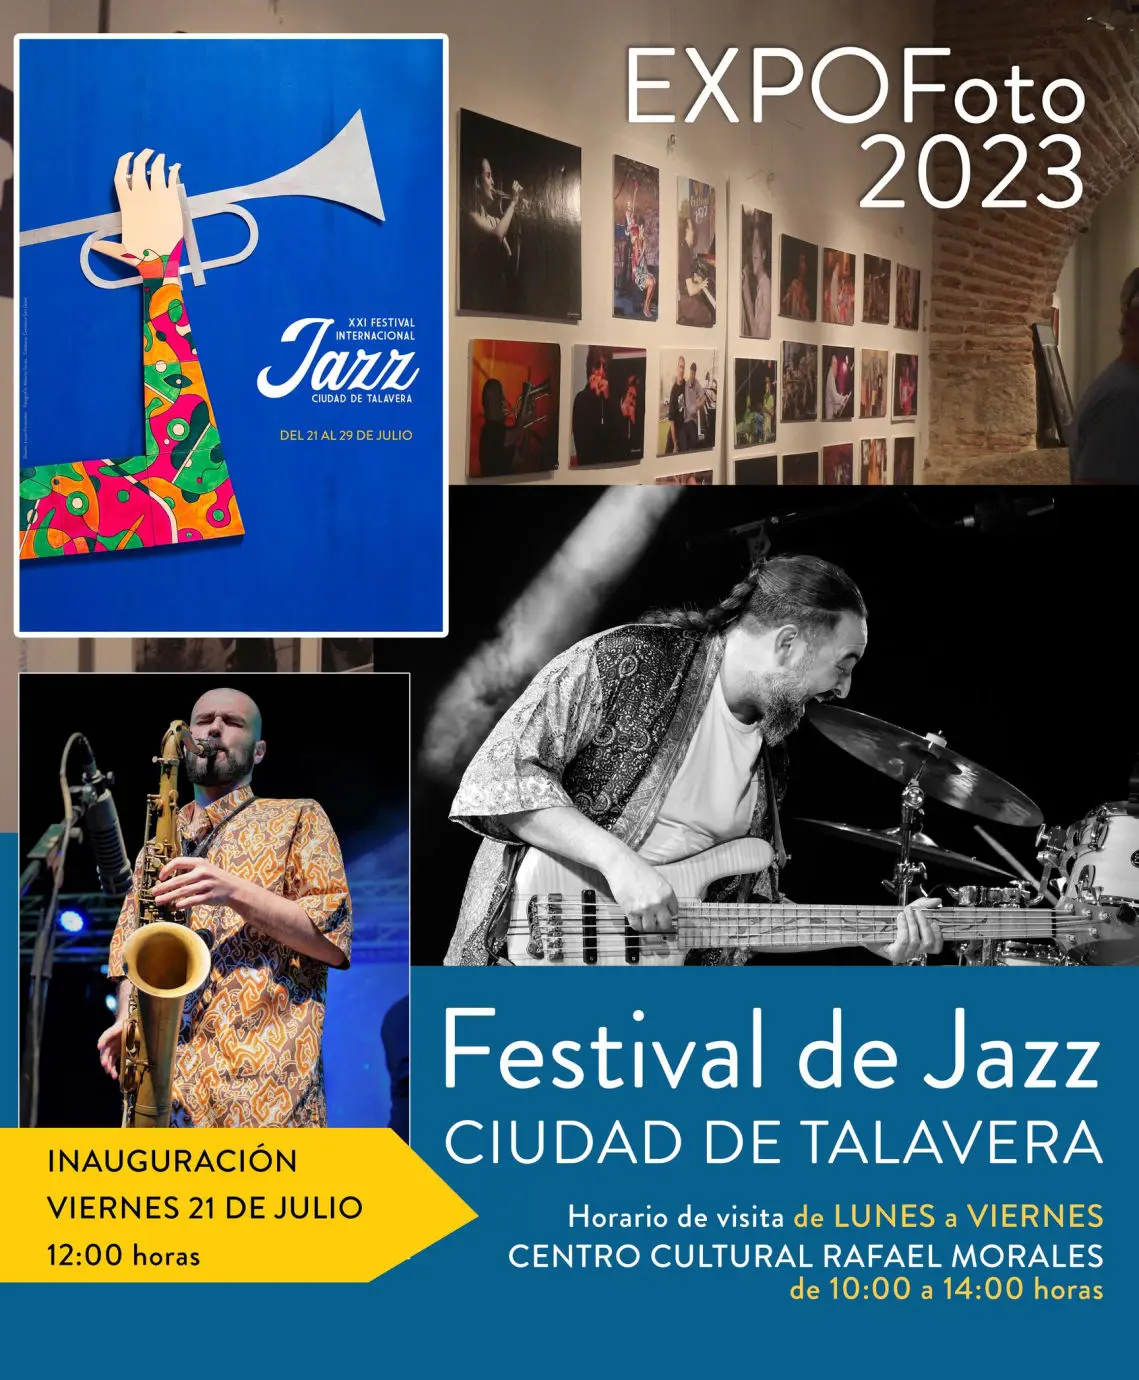 EXPOFoto
2023
XXI FESTIVAL
INTERNACIONAL
Jazz
CIUDAD DE TALAVERA
DEL 21 AL 29 DE JULIO
Festival de Jazz
CIUDAD DE TALAVERA
INAUGURACIÓN
VIERNES 21 DE JULIO
12:00 horas
Horario de visita de LUNES a VIERNES
CENTRO CULTURAL RAFAEL MORALES
de 10:00 a 14:00 horas